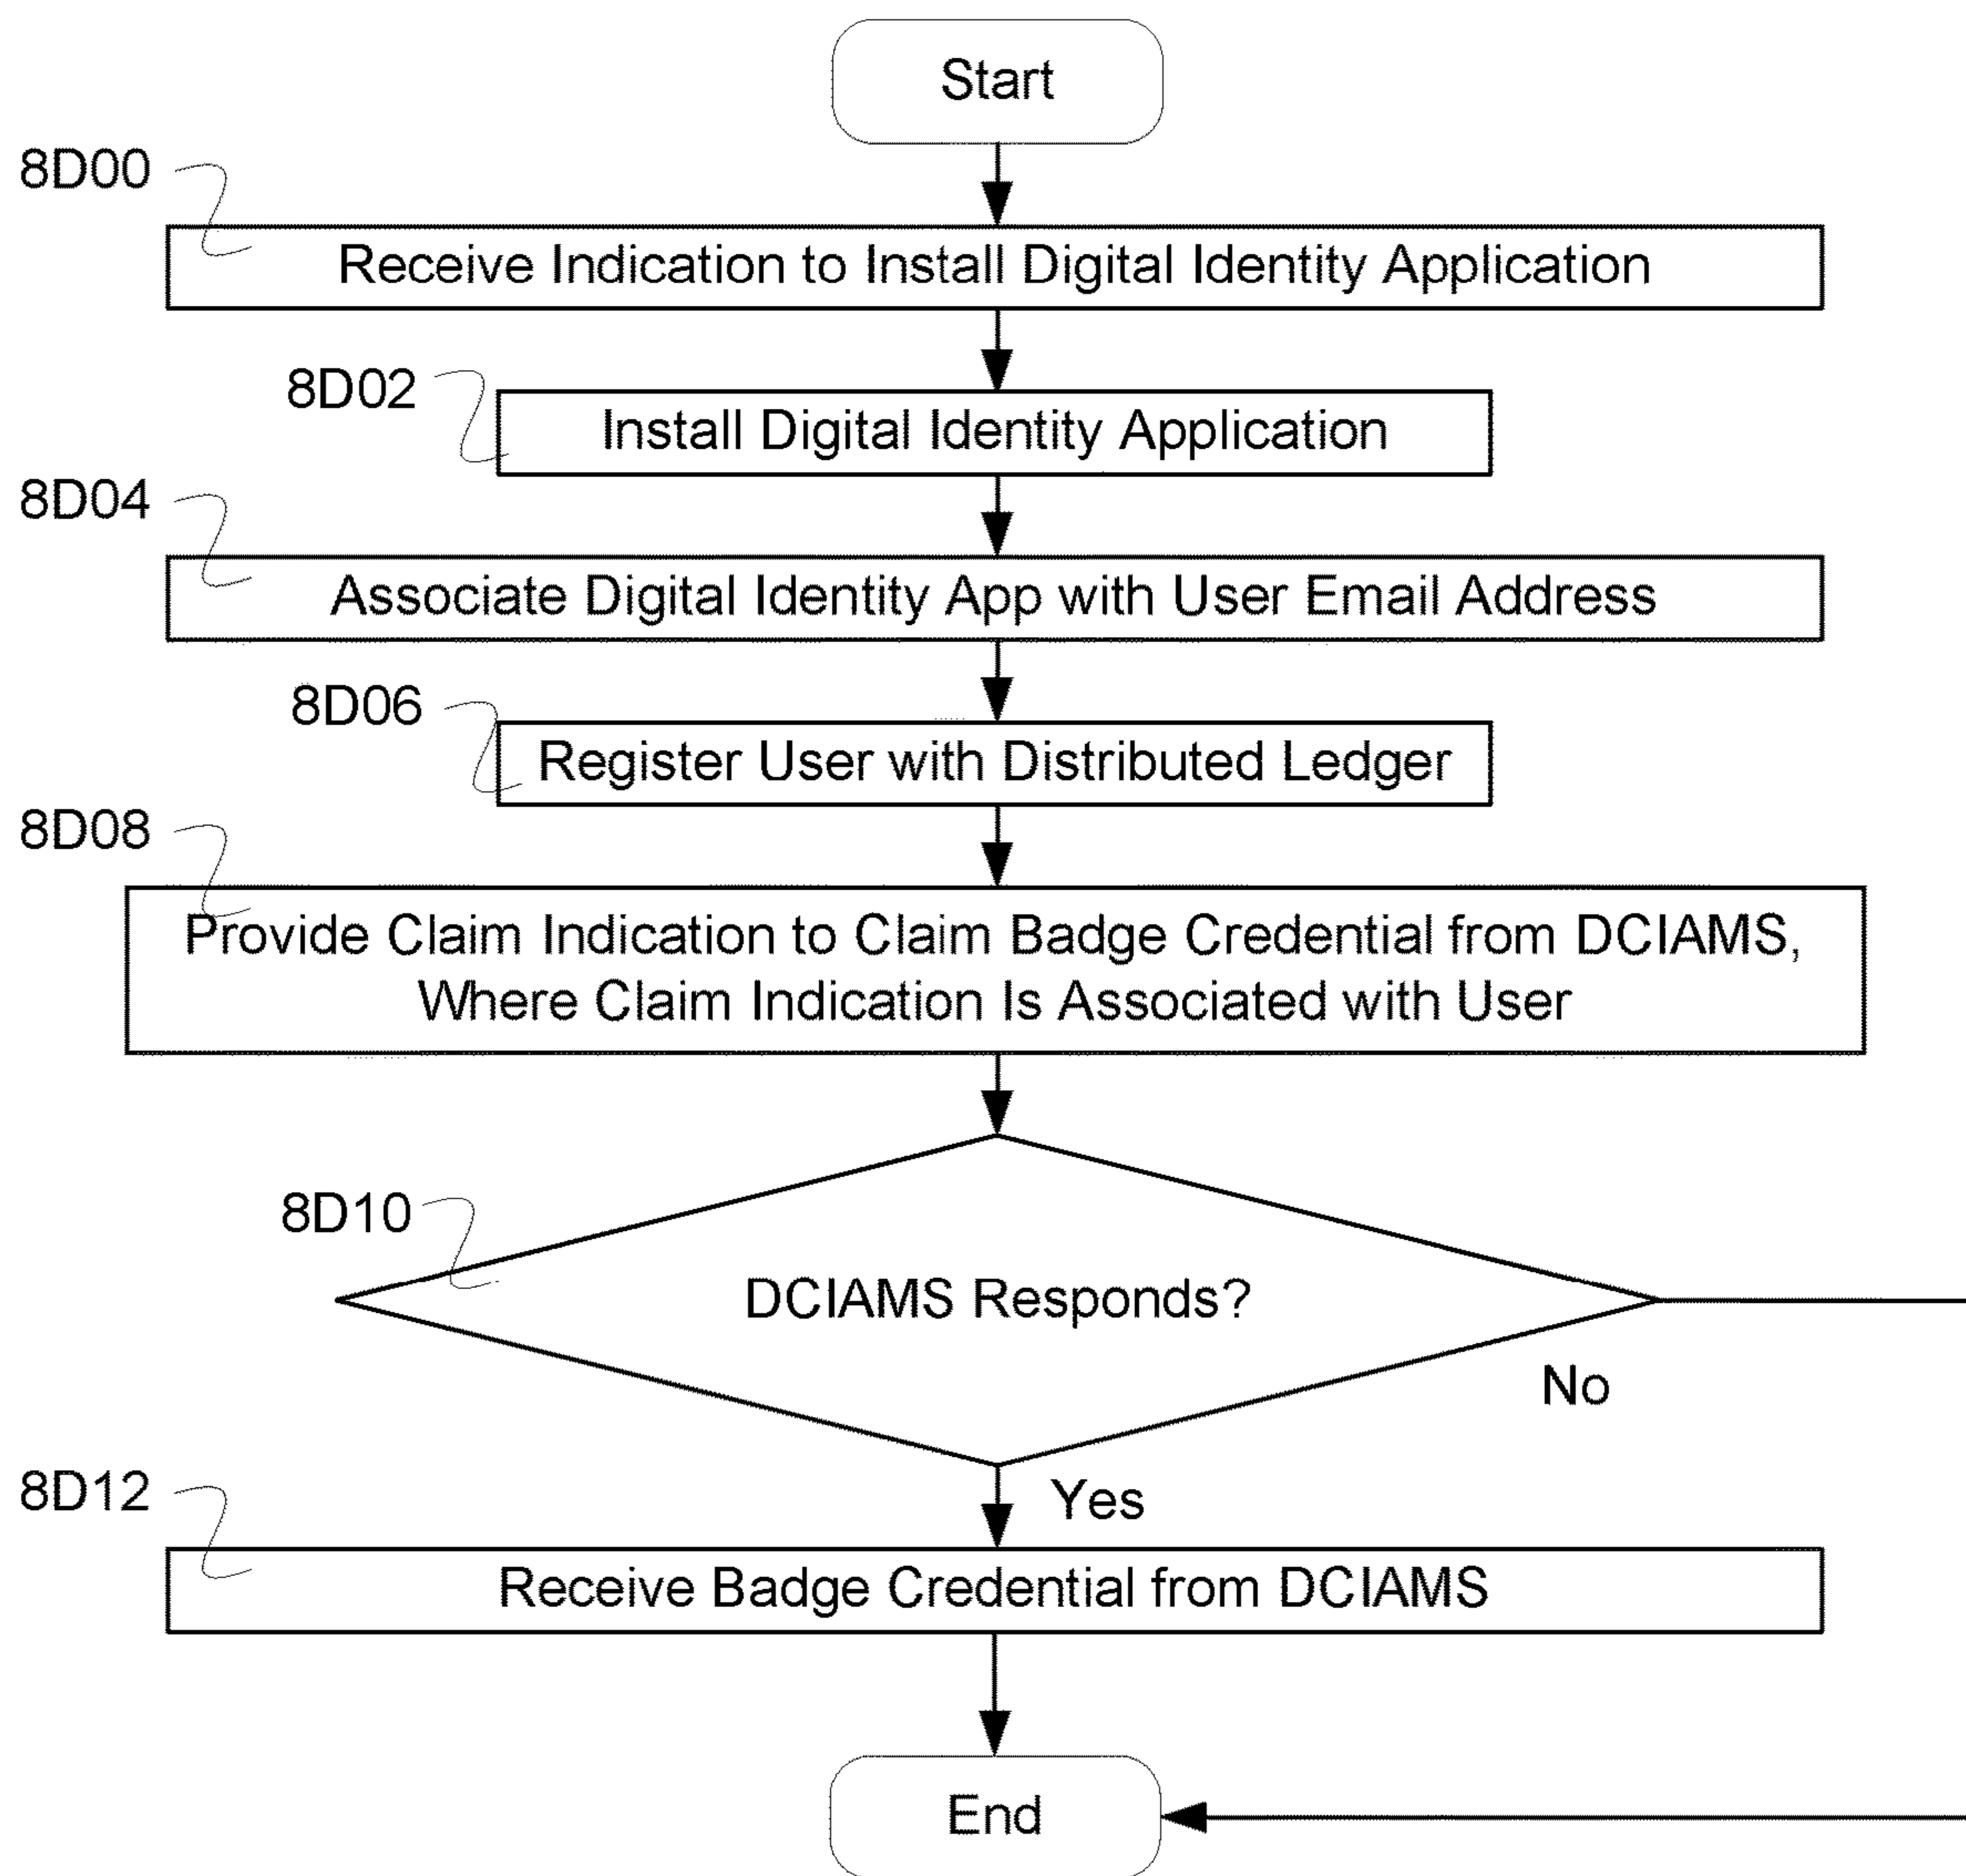 Start
8D00
Receive Indication to Install Digital Identity Application
8D02
Install Digital Identity Application
8D04
Associate Digital Identity App with User Email Address
8D06
Register User with Distributed Ledger
8D08
Provide Claim Indication to Claim Badge Credential from DCIAMS,
Where Claim Indication Is Associated with User
8D10
DCIAMS Responds?
No
Yes
8D12
Receive Badge Credential from DCIAMS
End